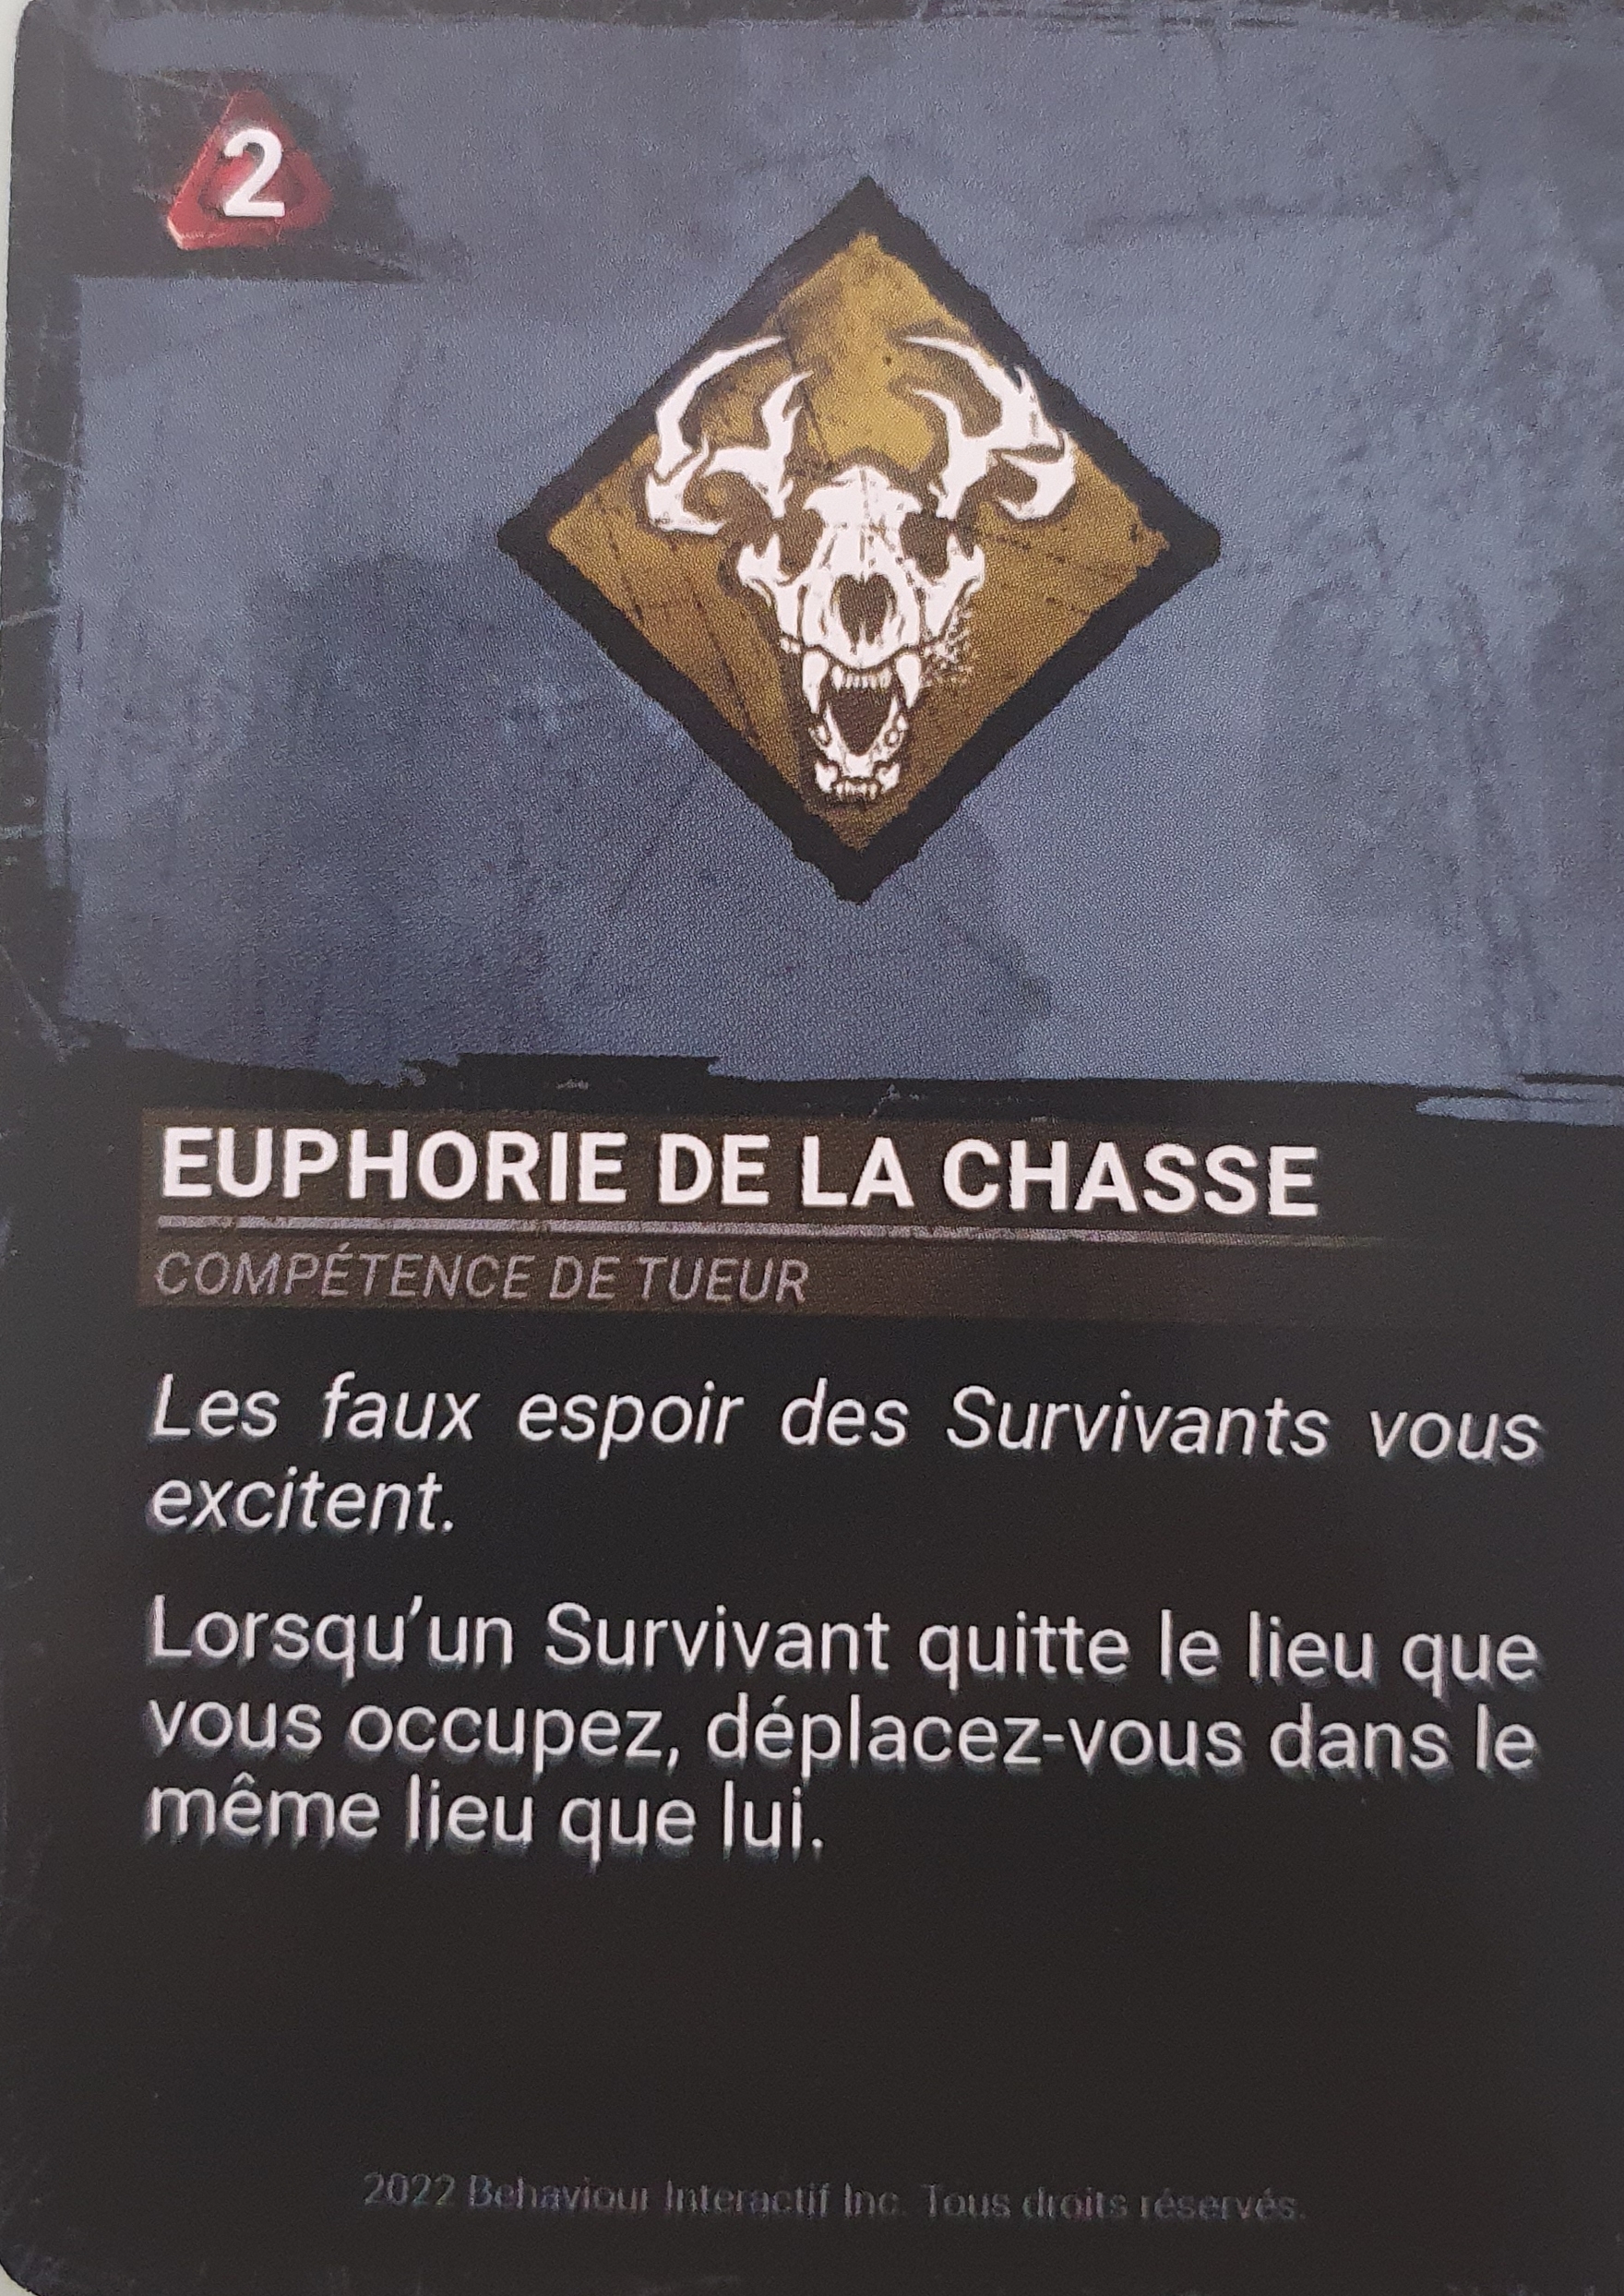 2
EUPHORIE DE LA CHASSE
COMPÉTENCE DE TUEUR
Les faux espoir des Survivants vous
excitent.
Lorsqu'un Survivant quitte le lieu que
vous occupez, déplacez-vous dans le
même lieu que lui.
2022 Behaviour Interactif Inc. Tous droits réservés.